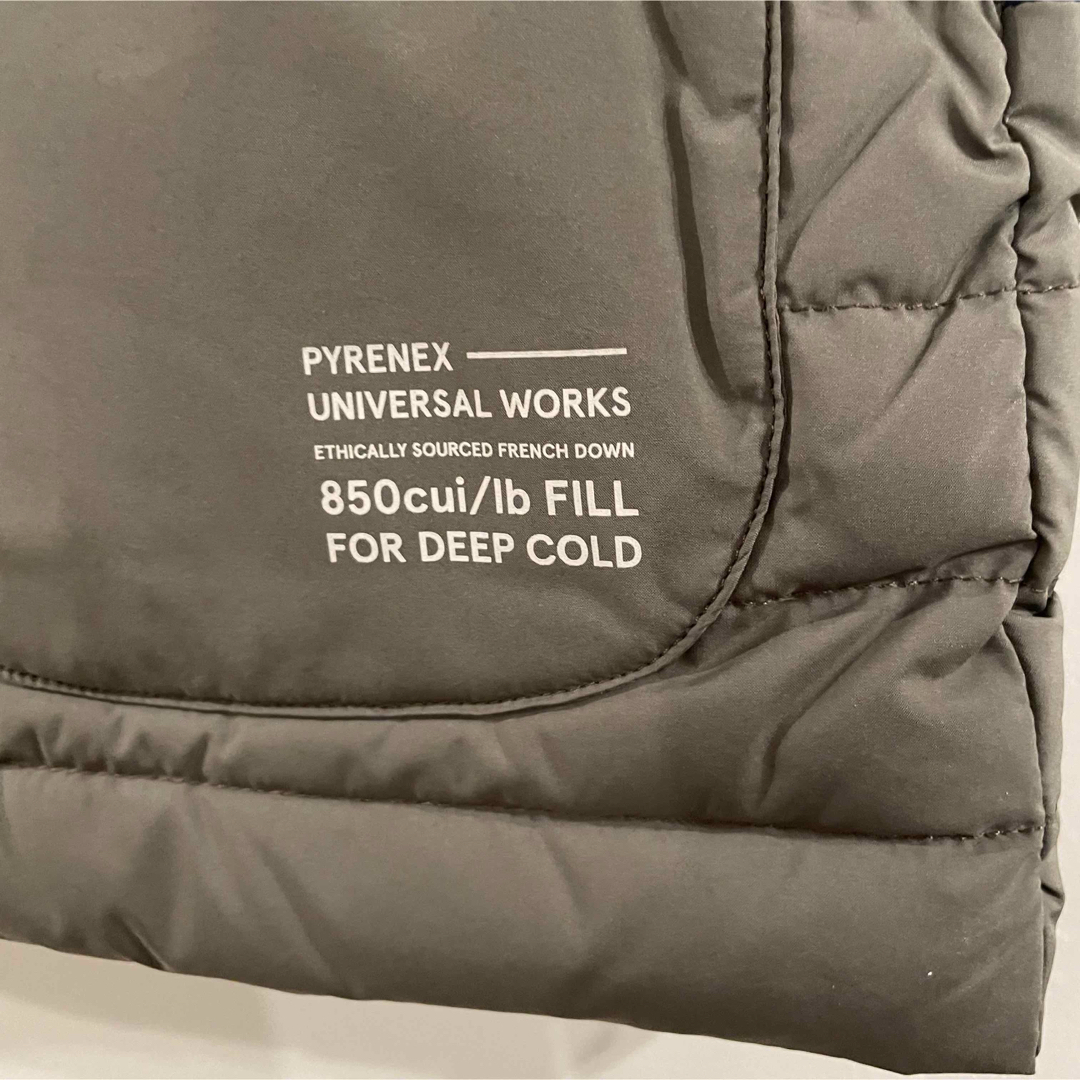 PYRENEX
UNIVERSAL WORKS
ETHICALLY SOURCED FRENCH DOWN
850cui/lb FILL
FOR DEEP COLD